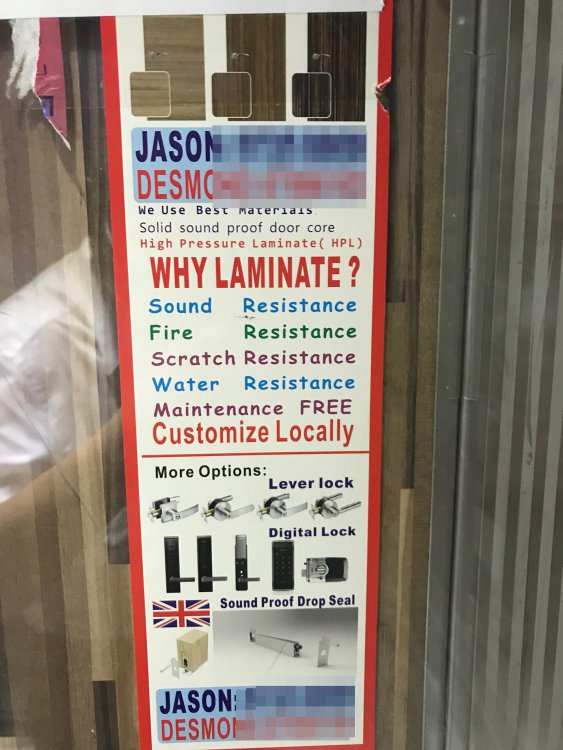 JASON
We Use Best Materials
Solid sound proof door core
High Pressure Laminate( HPL)
WHY LAMINATE ?
Sound Resistance
Fire Resistance
Scratch Resistance
Water Resistance
Maintenance FREE
Customize Locally
More Options:
Lever lock
Digital Lock
Sound Proof Drop Seal
JASON: